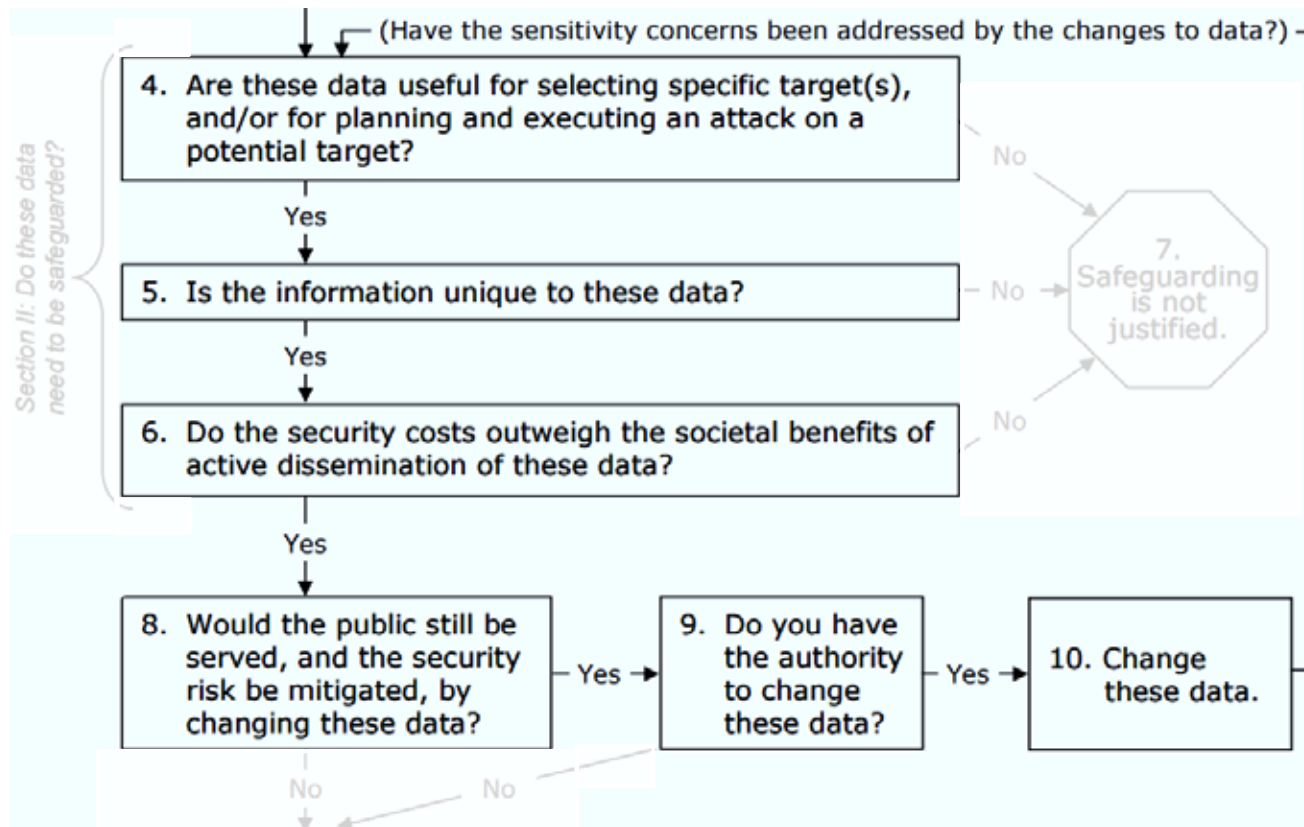 (Have the sensitivity concerns been addressed by the changes to data?)
Section II: Do these data
need to be safeguarded?
4. Are these data useful for selecting specific target(s),
and/or for planning and executing an attack on a
potential target?
No
Yes
7.
Safeguarding
is not
justified.
5. Is the information unique to these data?
No
Yes
6. Do the security costs outweigh the societal benefits of
active dissemination of these data?
No
Yes
8. Would the public still be
served, and the security
risk be mitigated, by
changing these data?
Yes
9. Do you have
the authority
to change
these data?
Yes
10. Change
these data.
No
No